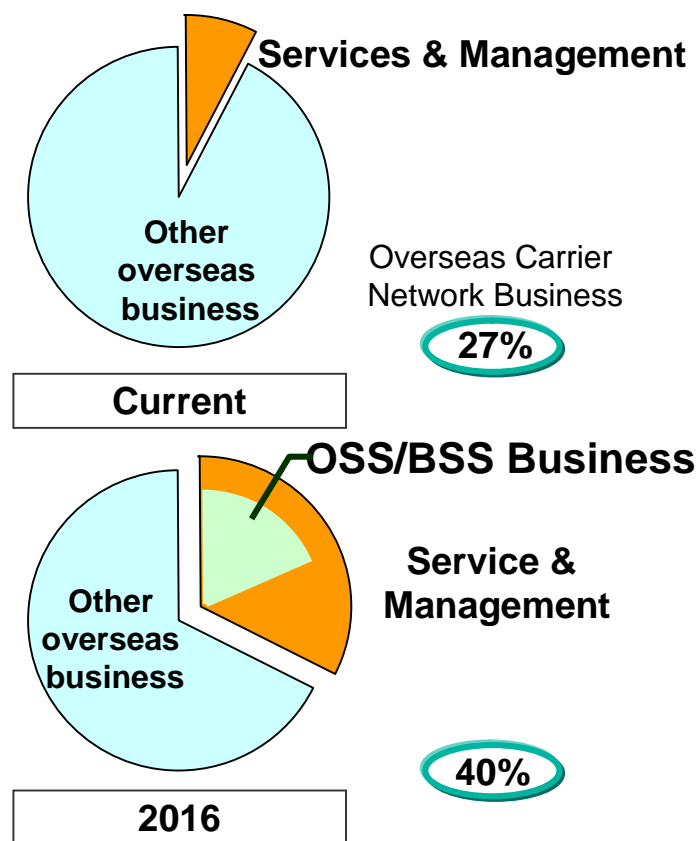 Services & Management
Other
overseas
business
Overseas Carrier
Network Business
27%
Current
OSS/BSS Business
Service &
Management
Other
overseas
business
40%
2016